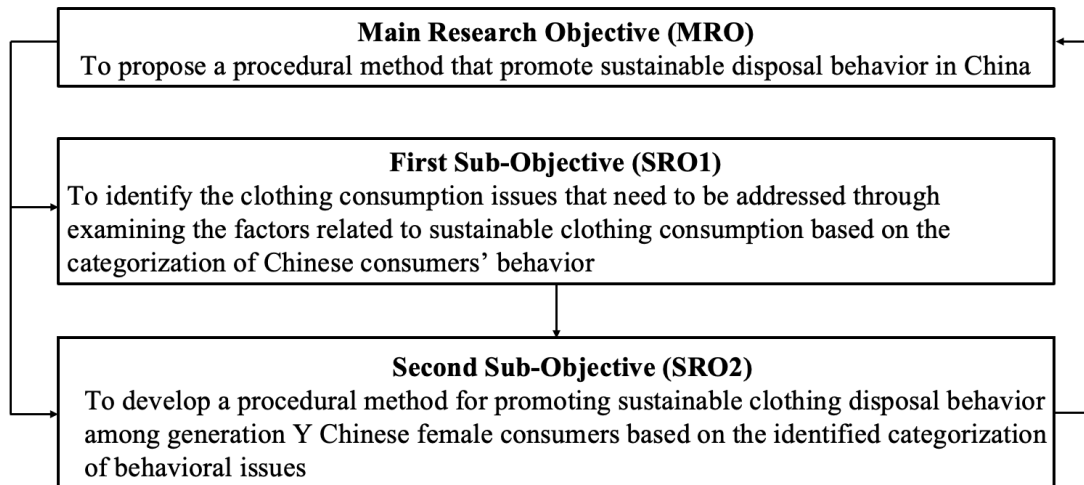 Main Research Objective (MRO)
To propose a procedural method that promote sustainable disposal behavior in China
First Sub-Objective (SRO1)
To identify the clothing consumption issues that need to be addressed through
examining the factors related to sustainable clothing consumption based on the
categorization of Chinese consumers’ behavior
Second Sub-Objective (SRO2)
To develop a procedural method for promoting sustainable clothing disposal behavior
among generation Y Chinese female consumers based on the identified categorization
of behavioral issues